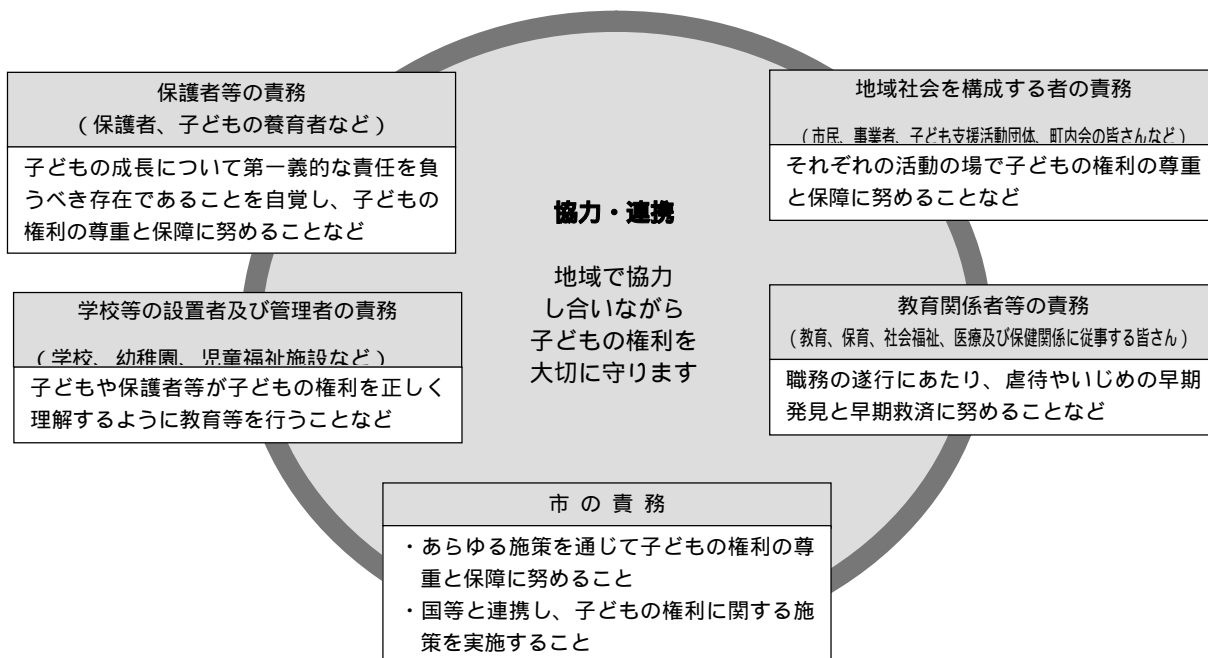 保護者等の責務
(保護者、子どもの養育者など)
子どもの成長について第一義的な責任を負
うべき存在であることを自覚し、子どもの
権利の尊重と保障に努めることなど
地域社会を構成する者の責務
(市民、事業者、子ども支援活動団体、町内会の皆さんなど)
それぞれの活動の場で子どもの権利の尊重
と保障に努めることなど
協力・連携
地域で協力
し合いながら
子どもの権利を
大切に守ります
学校等の設置者及び管理者の責務
(学校、幼稚園、児童福祉施設など)
子どもや保護者等が子どもの権利を正しく
理解するように教育等を行うことなど
教育関係者等の責務
(教育、保育、社会福祉、医療及び保健関係に従事する皆さん)
職務の遂行にあたり、虐待やいじめの早期
発見と早期救済に努めることなど
市の責務
・あらゆる施策を通じて子どもの権利の尊
重と保障に努めること
・国等と連携し、子どもの権利に関する施
策を実施すること